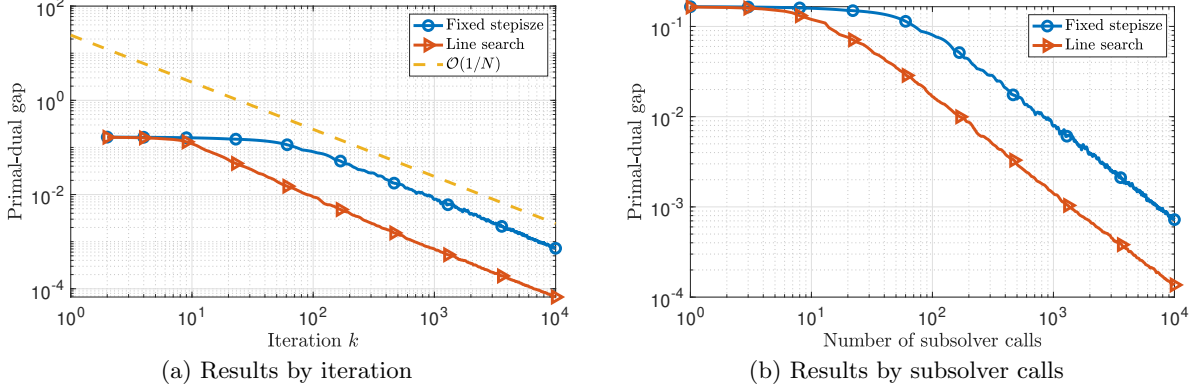 Primal-dual gap
10^2
10^0
10^-2
10^-4
Fixed stepisze
Line search
𝒪(1/N)
10^0 10^1 10^2 10^3 10^4
Iteration k
(a) Results by iteration
Primal-dual gap
10^-1
10^-2
10^-3
10^-4
Fixed stepisze
Line search
10^0 10^1 10^2 10^3 10^4
Number of subsolver calls
(b) Results by subsolver calls